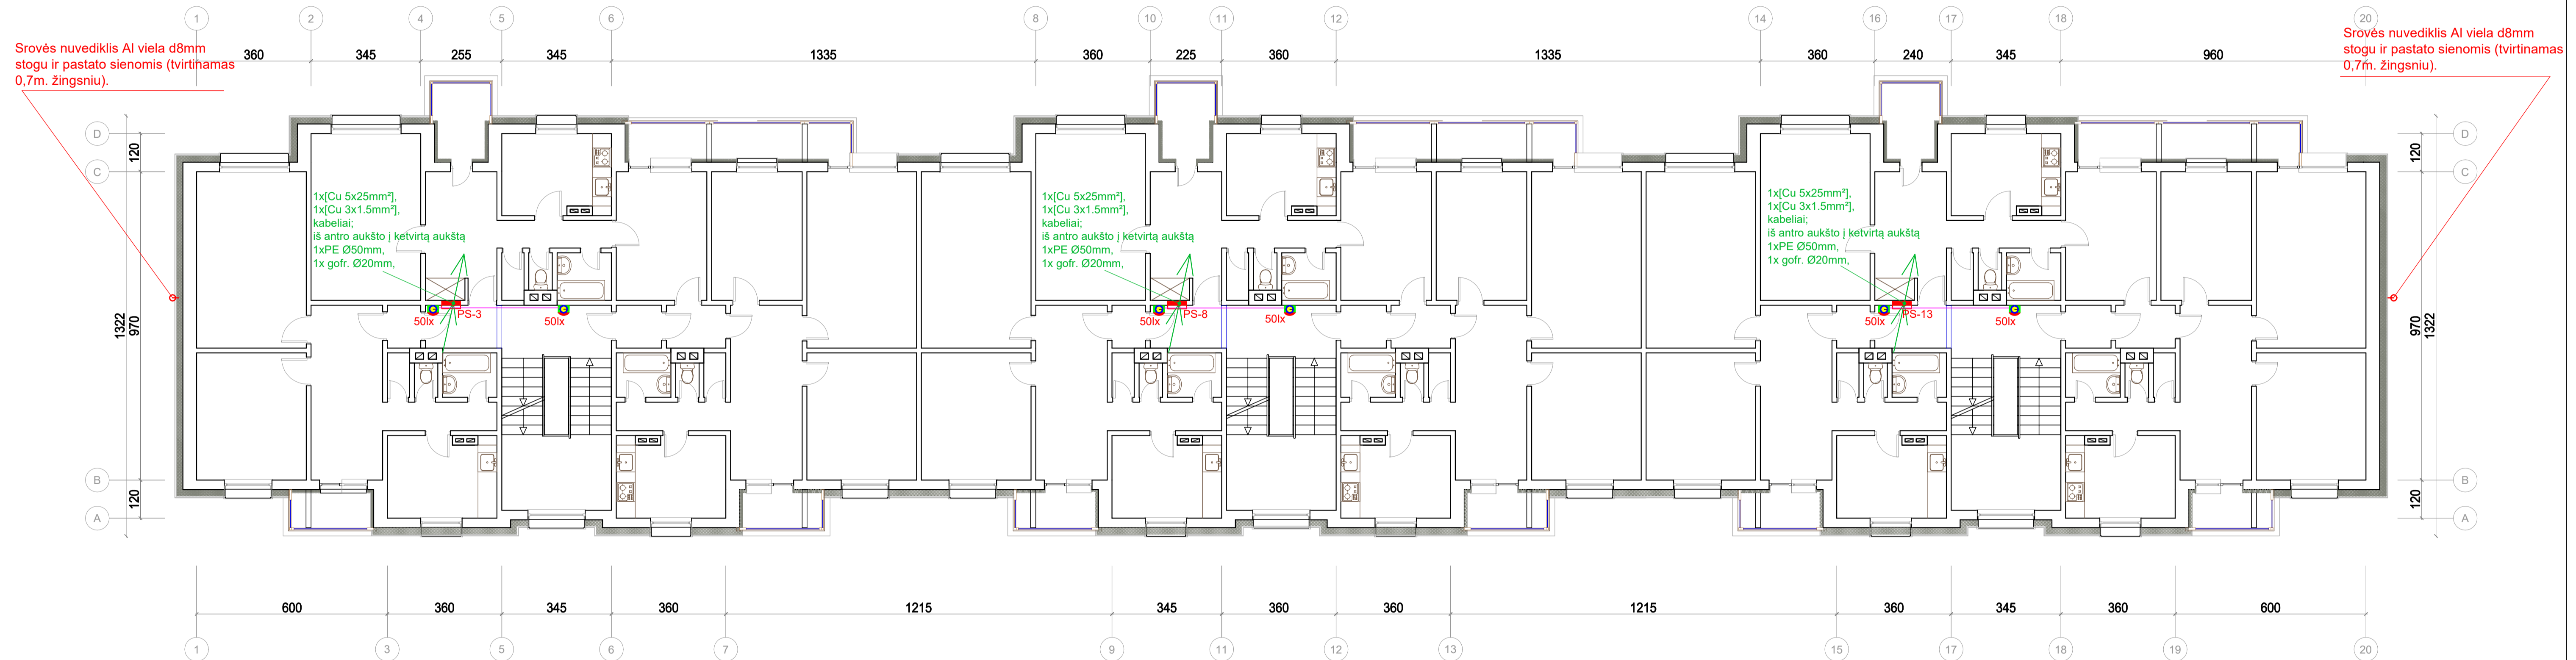 1 2 4 5 6 8 10 11 12 14 16 17 18 20
Srovės nuvediklis Al viela d8mm
stogu ir pastato sienomis (tvirtinamas
0,7m. žingsniu).
Srovės nuvediklis Al viela d8mm
stogu ir pastato sienomis (tvirtinamas
0,7m. žingsniu).
360 345 255 345 1335 360 225 360 1335 360 240 345 960
D
C
120
1322
970
B
120
A
1x[Cu 5x25mm²],
1x[Cu 3x1.5mm²],
kabeliai;
iš antro aukšto į ketvirtą aukštą
1xPE Ø50mm,
1x gofr. Ø20mm,
50lx
PS-3
50lx
1x[Cu 5x25mm²],
1x[Cu 3x1.5mm²],
kabeliai;
iš antro aukšto į ketvirtą aukštą
1xPE Ø50mm,
1x gofr. Ø20mm,
50lx
PS-8
50lx
1x[Cu 5x25mm²],
1x[Cu 3x1.5mm²],
kabeliai;
iš antro aukšto į ketvirtą aukštą
1xPE Ø50mm,
1x gofr. Ø20mm,
50lx
PS-13
50lx
D
C
120
970
1322
B
120
A
600 360 345 360 1215 345 360 360 1215 360 345 360 600
1 3 5 6 7 9 11 12 13 15 17 18 19 20